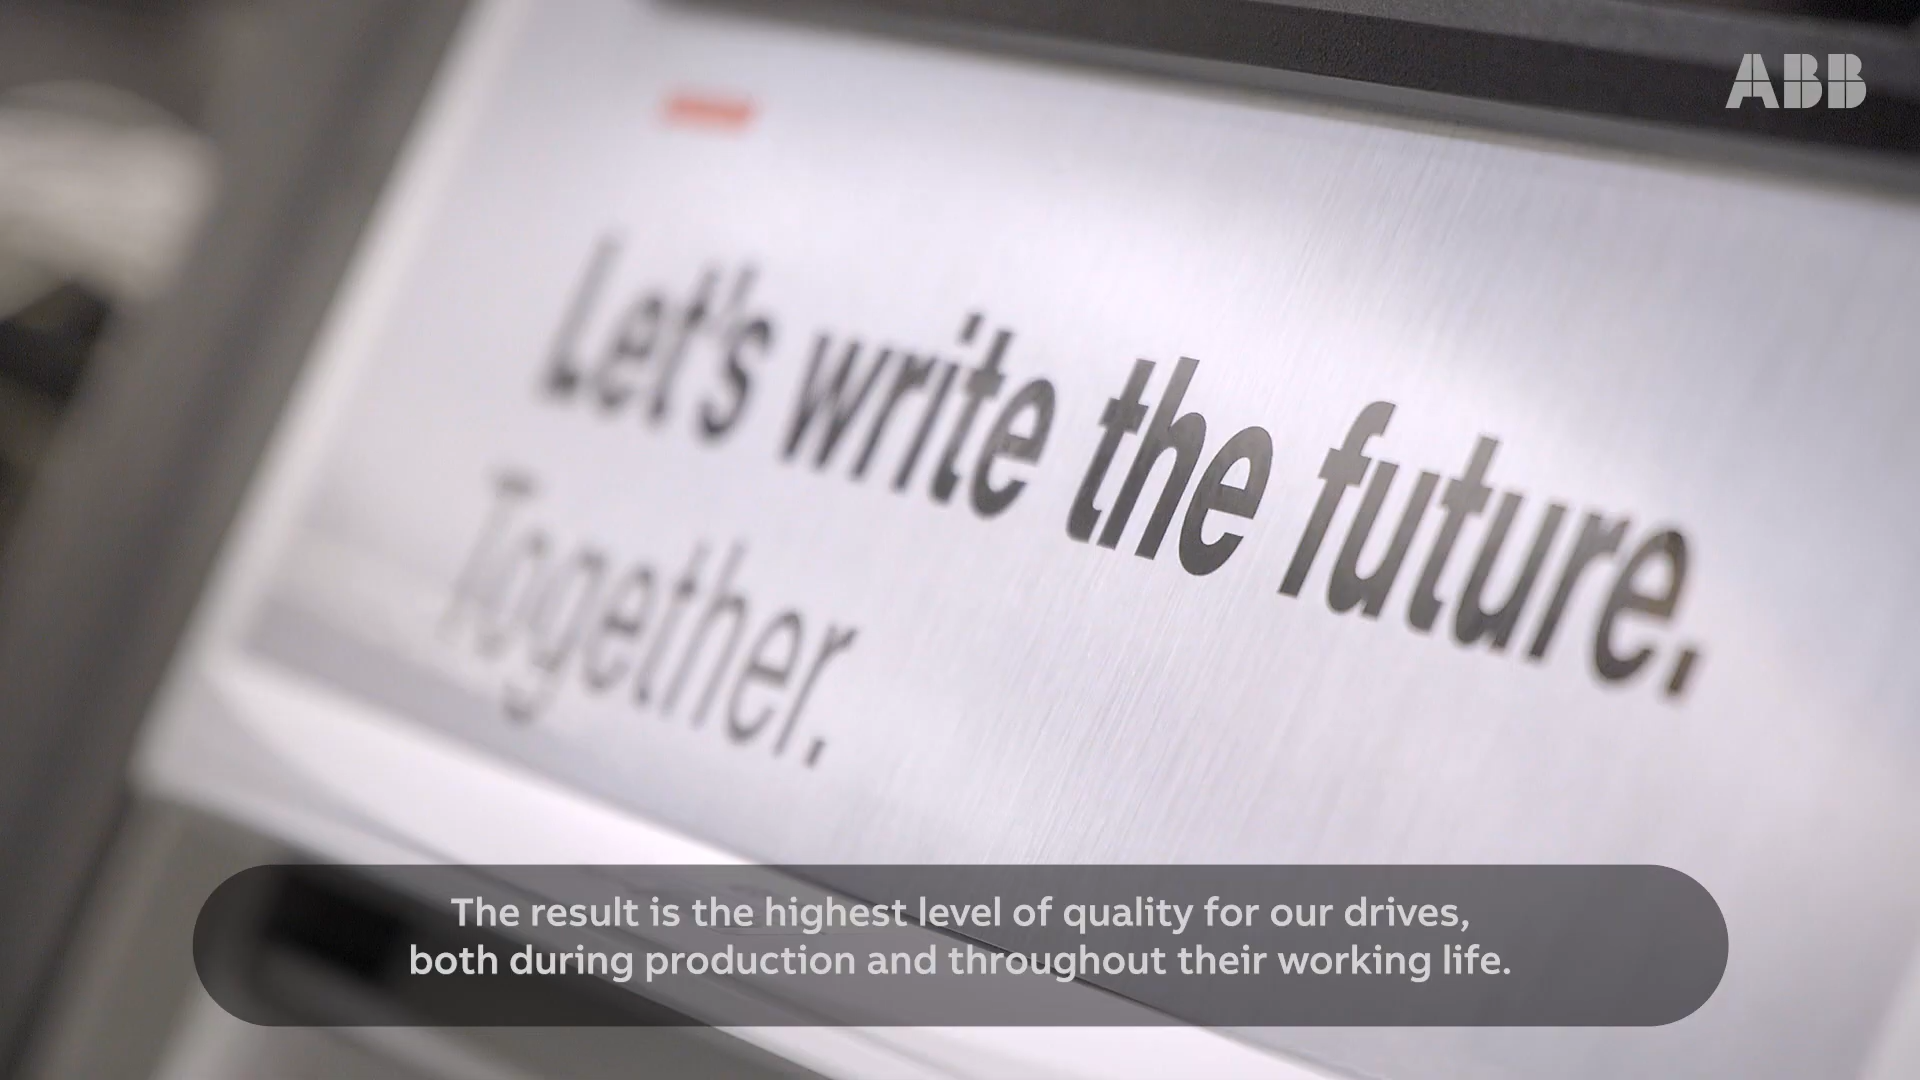 ABB
Let's write the future.
Together.
The result is the highest level of quality for our drives,
both during production and throughout their working life.